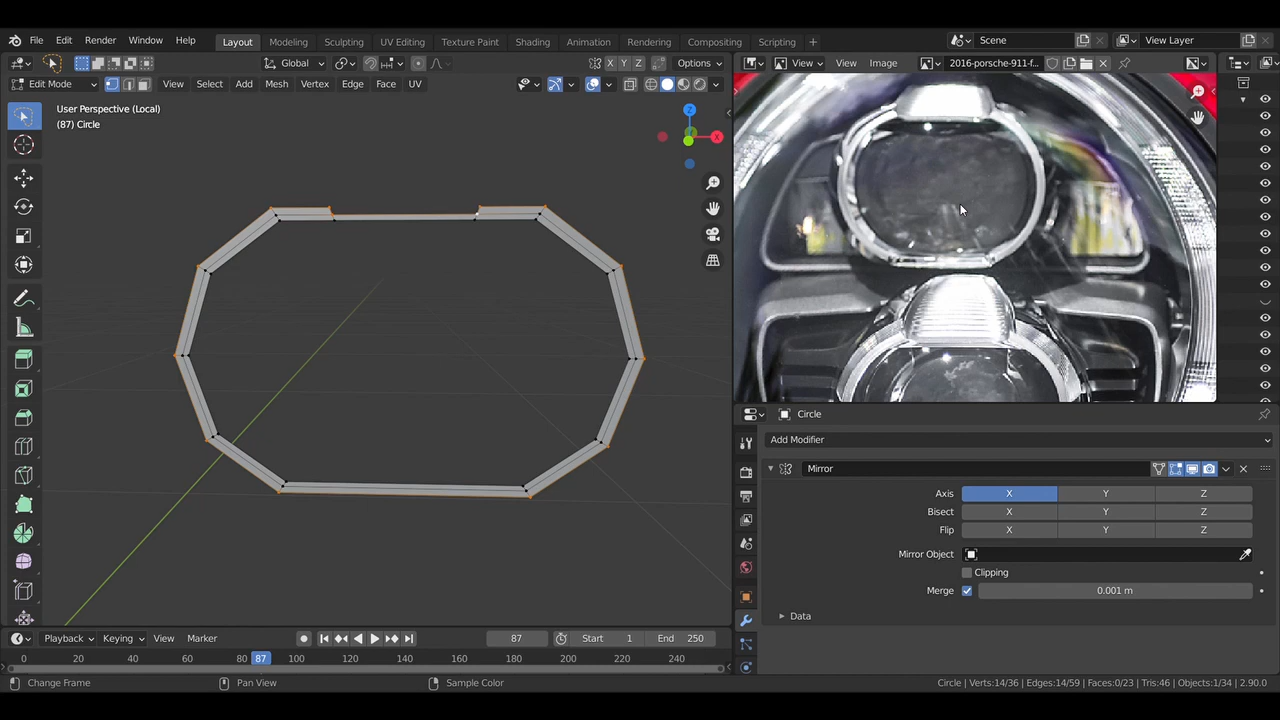 File Edit Render Window Help Layout Modeling Sculpting UV Editing Texture Paint Shading Animation Rendering Compositing Scripting + Scene View Layer
Global X Y Z Options View View Image 2016-porsche-911-f...
Edit Mode View Select Add Mesh Vertex Edge Face UV
User Perspective (Local)
(87) Circle
Z
X
Circle
Add Modifier
Mirror
Axis X Y Z
Bisect X Y Z
Flip X Y Z
Mirror Object
Clipping
Merge 0.001 m
Data
Playback Keying View Marker 87 Start 1 End 250
0 20 40 60 80 87 100 120 140 160 180 200 220 240
Change Frame Pan View Sample Color Circle | Verts:14/36 | Edges:14/59 | Faces:0/23 | Tris:46 | Objects:1/34 | 2.90.0